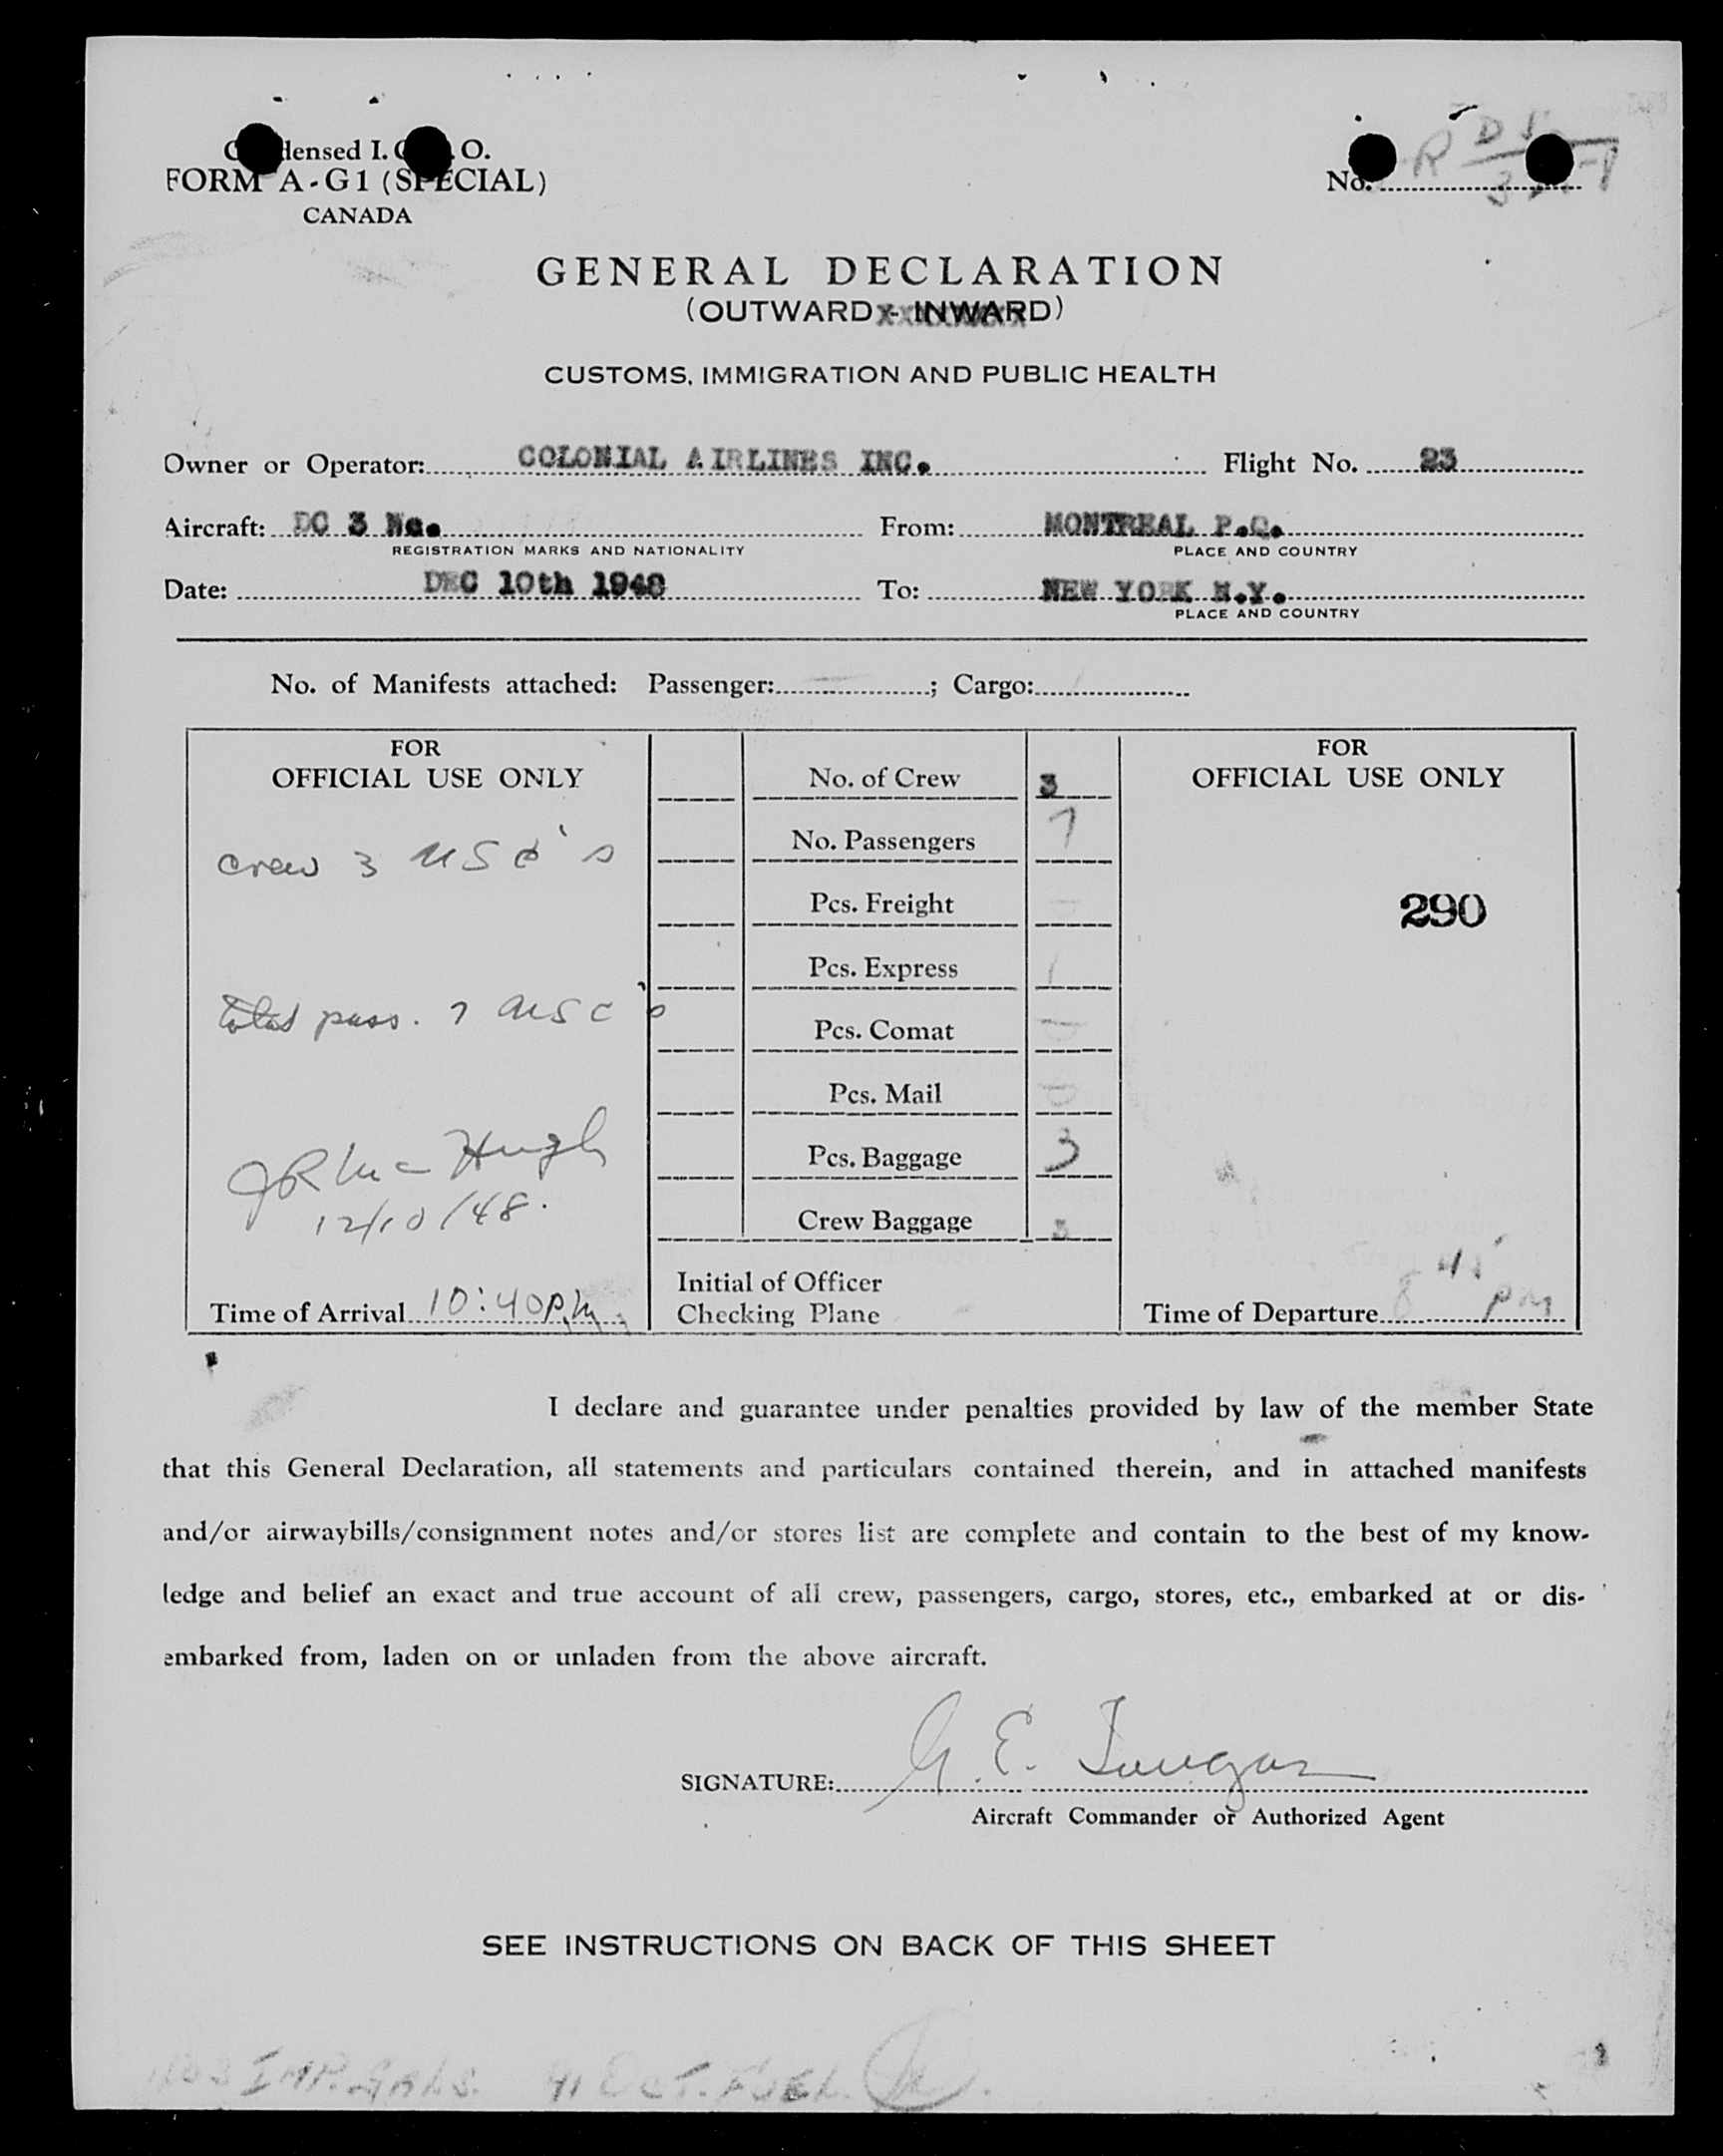 Condensed I. C. A. O.
FORM A-G1 (SPECIAL)
CANADA
No.
GENERAL DECLARATION
(OUTWARD - INWARD)
CUSTOMS, IMMIGRATION AND PUBLIC HEALTH
Owner or Operator: COLONIAL AIRLINES INC. Flight No. 23
Aircraft: DC 3 No. From: MONTREAL P.Q.
REGISTRATION MARKS AND NATIONALITY PLACE AND COUNTRY
Date: DEC 10th 1948 To: NEW YORK N.Y.
PLACE AND COUNTRY
No. of Manifests attached: Passenger: ; Cargo:
FOR
OFFICIAL USE ONLY
crew 3 USC's
total pass. 7 USC's
JR McHugh
12/10/48.
Time of Arrival 10:40 P.M.
No. of Crew 3
No. Passengers 7
Pcs. Freight
Pcs. Express
Pcs. Comat
Pcs. Mail
Pcs. Baggage 3
Crew Baggage 3
Initial of Officer
Checking Plane
FOR
OFFICIAL USE ONLY
290
Time of Departure 8 45 PM
I declare and guarantee under penalties provided by law of the member State
that this General Declaration, all statements and particulars contained therein, and in attached manifests
and/or airwaybills/consignment notes and/or stores list are complete and contain to the best of my know-
ledge and belief an exact and true account of all crew, passengers, cargo, stores, etc., embarked at or dis-
embarked from, laden on or unladen from the above aircraft.
SIGNATURE: G. E.
Aircraft Commander or Authorized Agent
SEE INSTRUCTIONS ON BACK OF THIS SHEET
IMP. GALS. 91 OCT. FUEL.